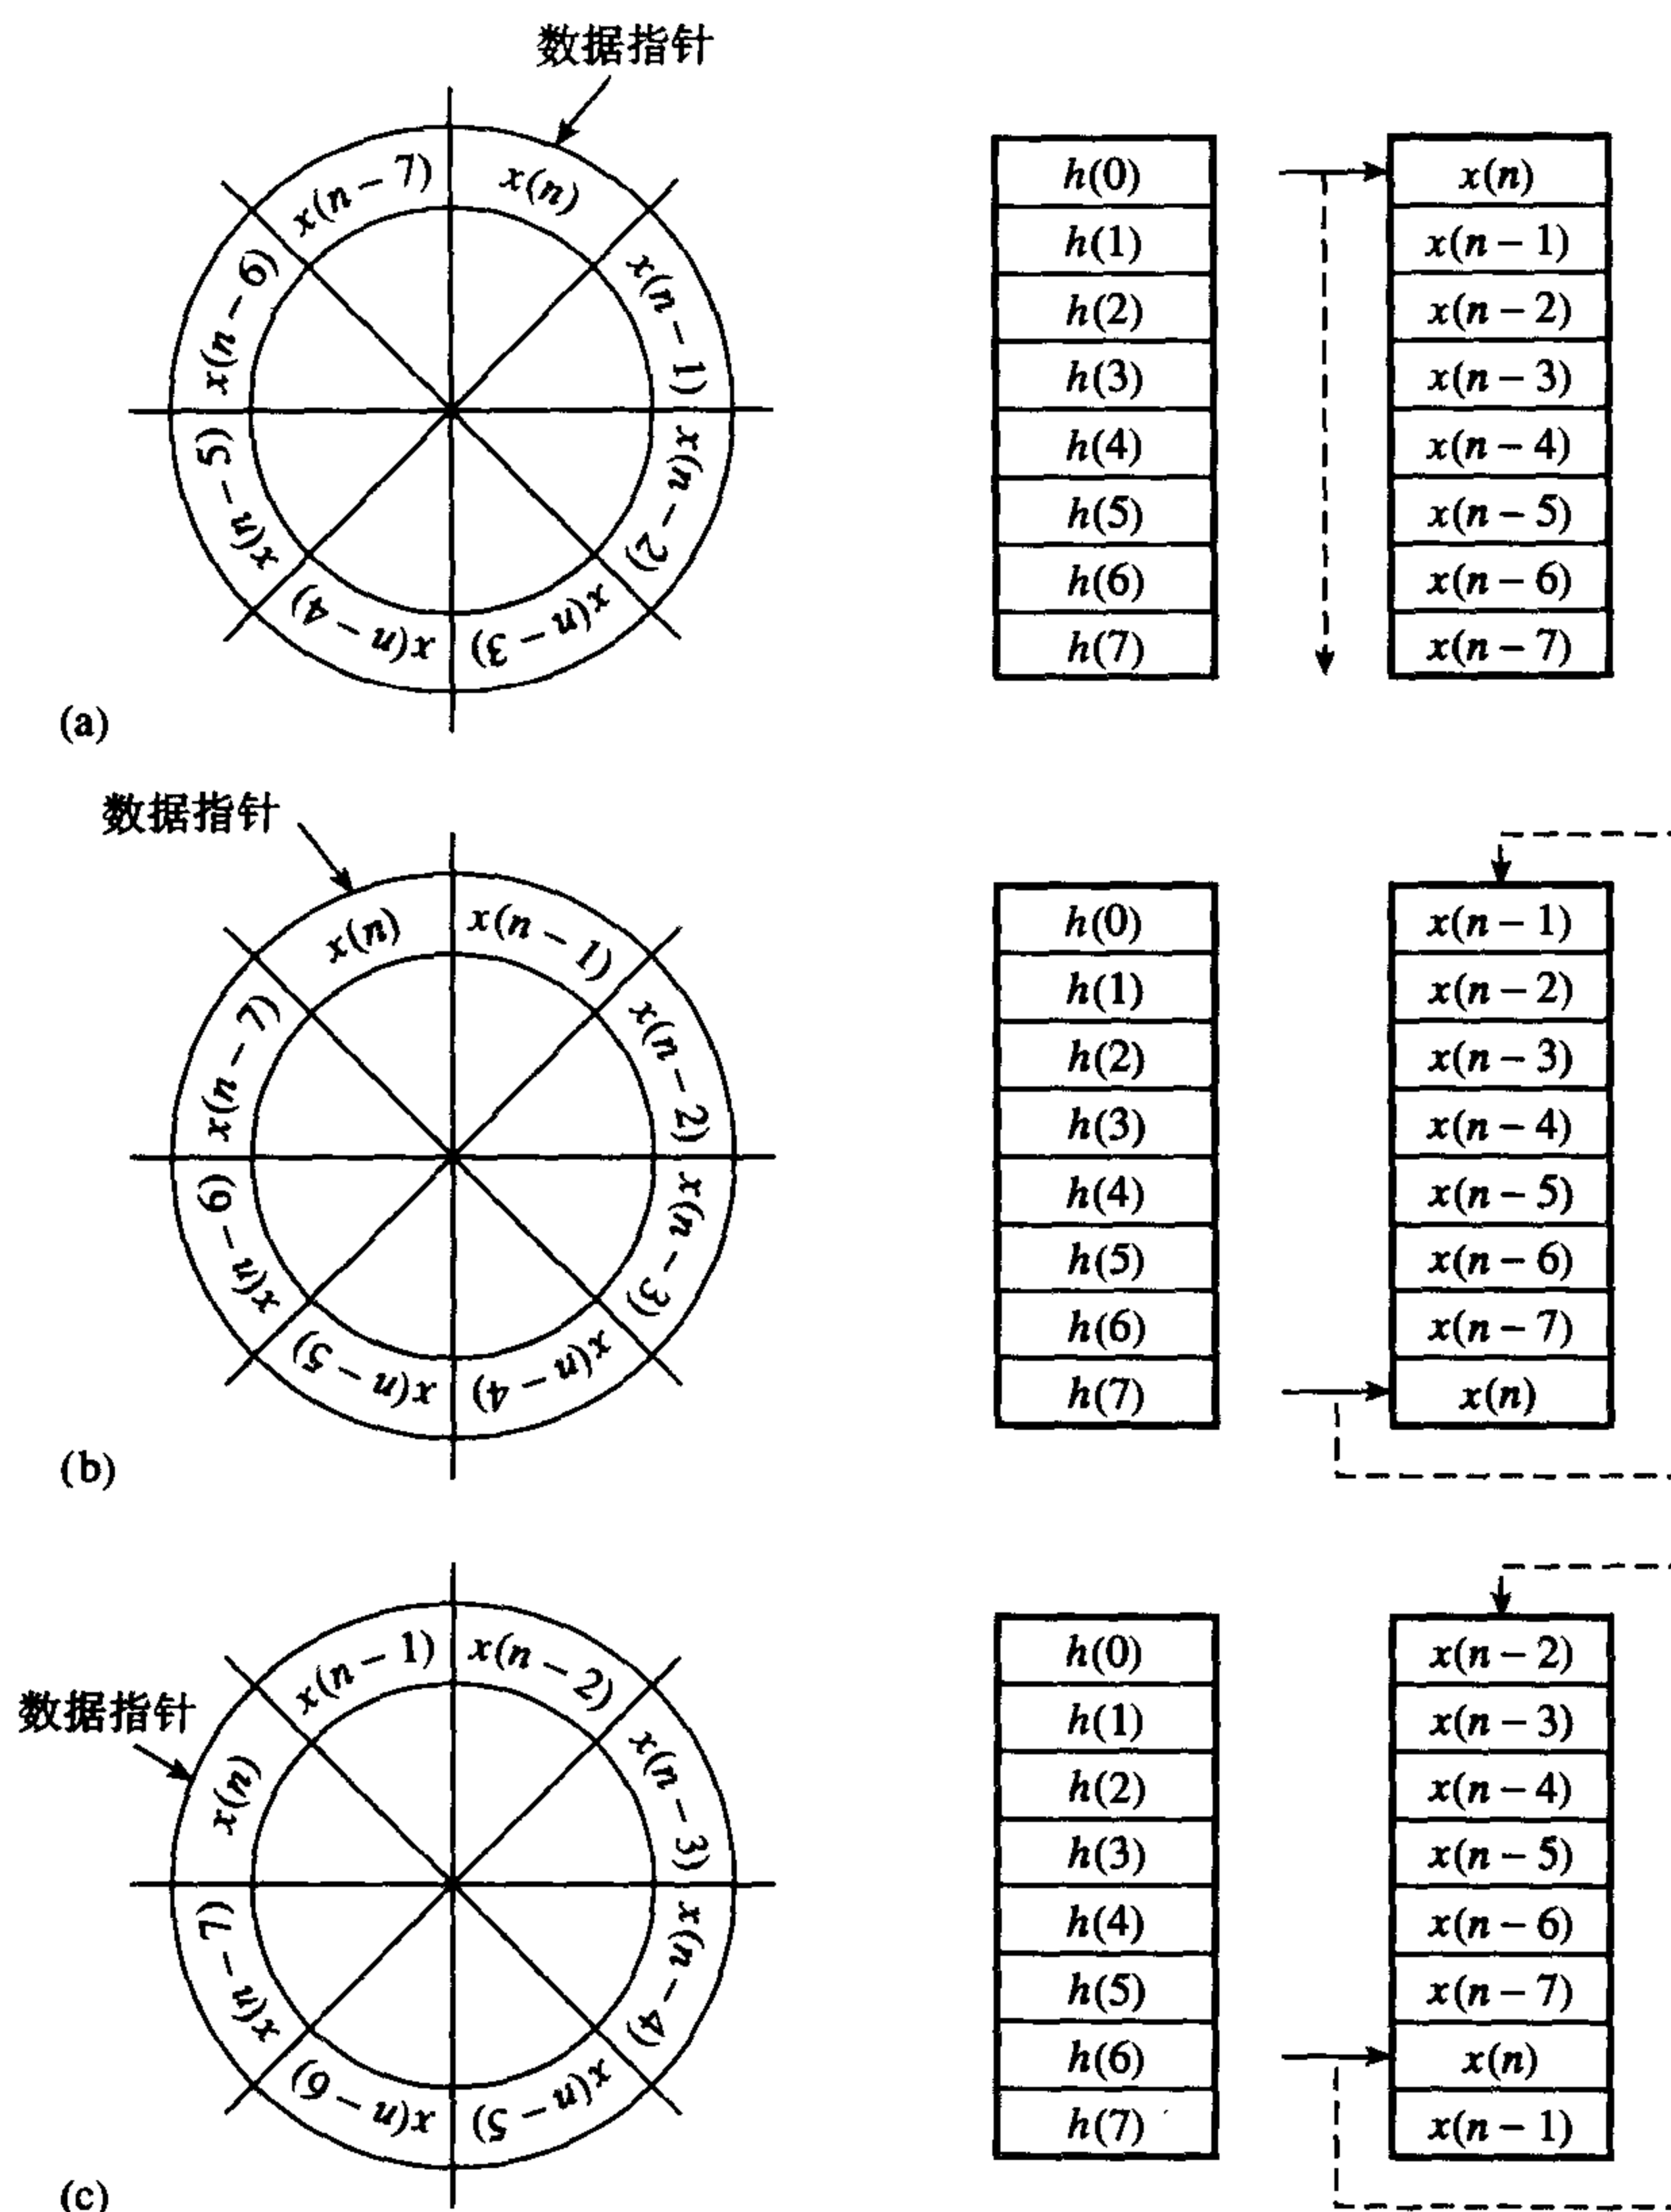 数据指针
x(n)
x(n − 1)
x(n − 2)
x(n − 3)
x(n − 4)
x(n − 5)
x(n − 6)
x(n − 7)
h(0) x(n)
h(1) x(n − 1)
h(2) x(n − 2)
h(3) x(n − 3)
h(4) x(n − 4)
h(5) x(n − 5)
h(6) x(n − 6)
h(7) x(n − 7)
(a)
数据指针
x(n)
x(n − 1)
x(n − 2)
x(n − 3)
x(n − 4)
x(n − 5)
x(n − 6)
x(n − 7)
h(0) x(n − 1)
h(1) x(n − 2)
h(2) x(n − 3)
h(3) x(n − 4)
h(4) x(n − 5)
h(5) x(n − 6)
h(6) x(n − 7)
h(7) x(n)
(b)
数据指针
x(n)
x(n − 1)
x(n − 2)
x(n − 3)
x(n − 4)
x(n − 5)
x(n − 6)
x(n − 7)
h(0) x(n − 2)
h(1) x(n − 3)
h(2) x(n − 4)
h(3) x(n − 5)
h(4) x(n − 6)
h(5) x(n − 7)
h(6) x(n)
h(7) x(n − 1)
(c)